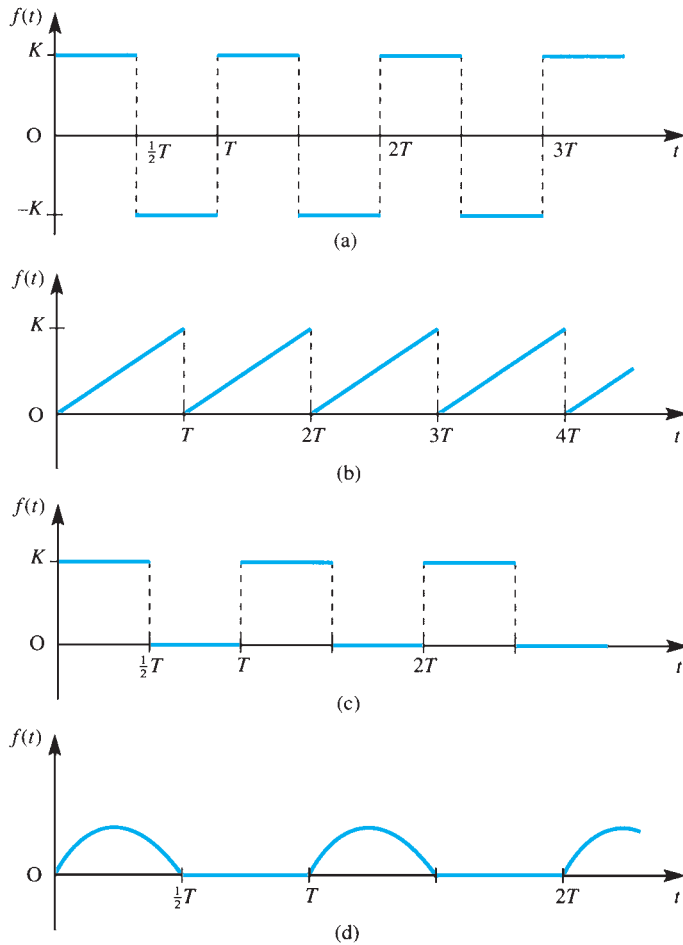 f(t)
K
O
½T T 2T 3T t
–K
(a)
f(t)
K
O
T 2T 3T 4T t
(b)
f(t)
K
O
½T T 2T t
(c)
f(t)
O
½T T 2T t
(d)